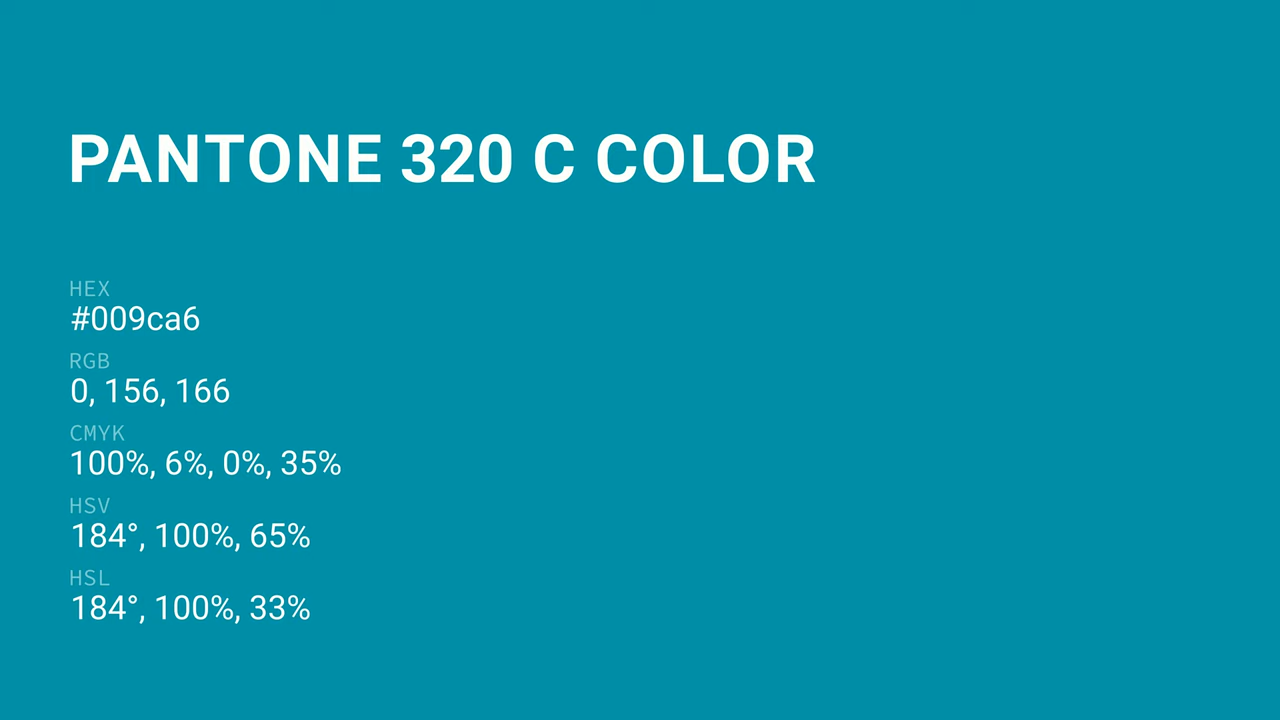 PANTONE 320 C COLOR
HEX
#009ca6
RGB
0, 156, 166
CMYK
100%, 6%, 0%, 35%
HSV
184°, 100%, 65%
HSL
184°, 100%, 33%